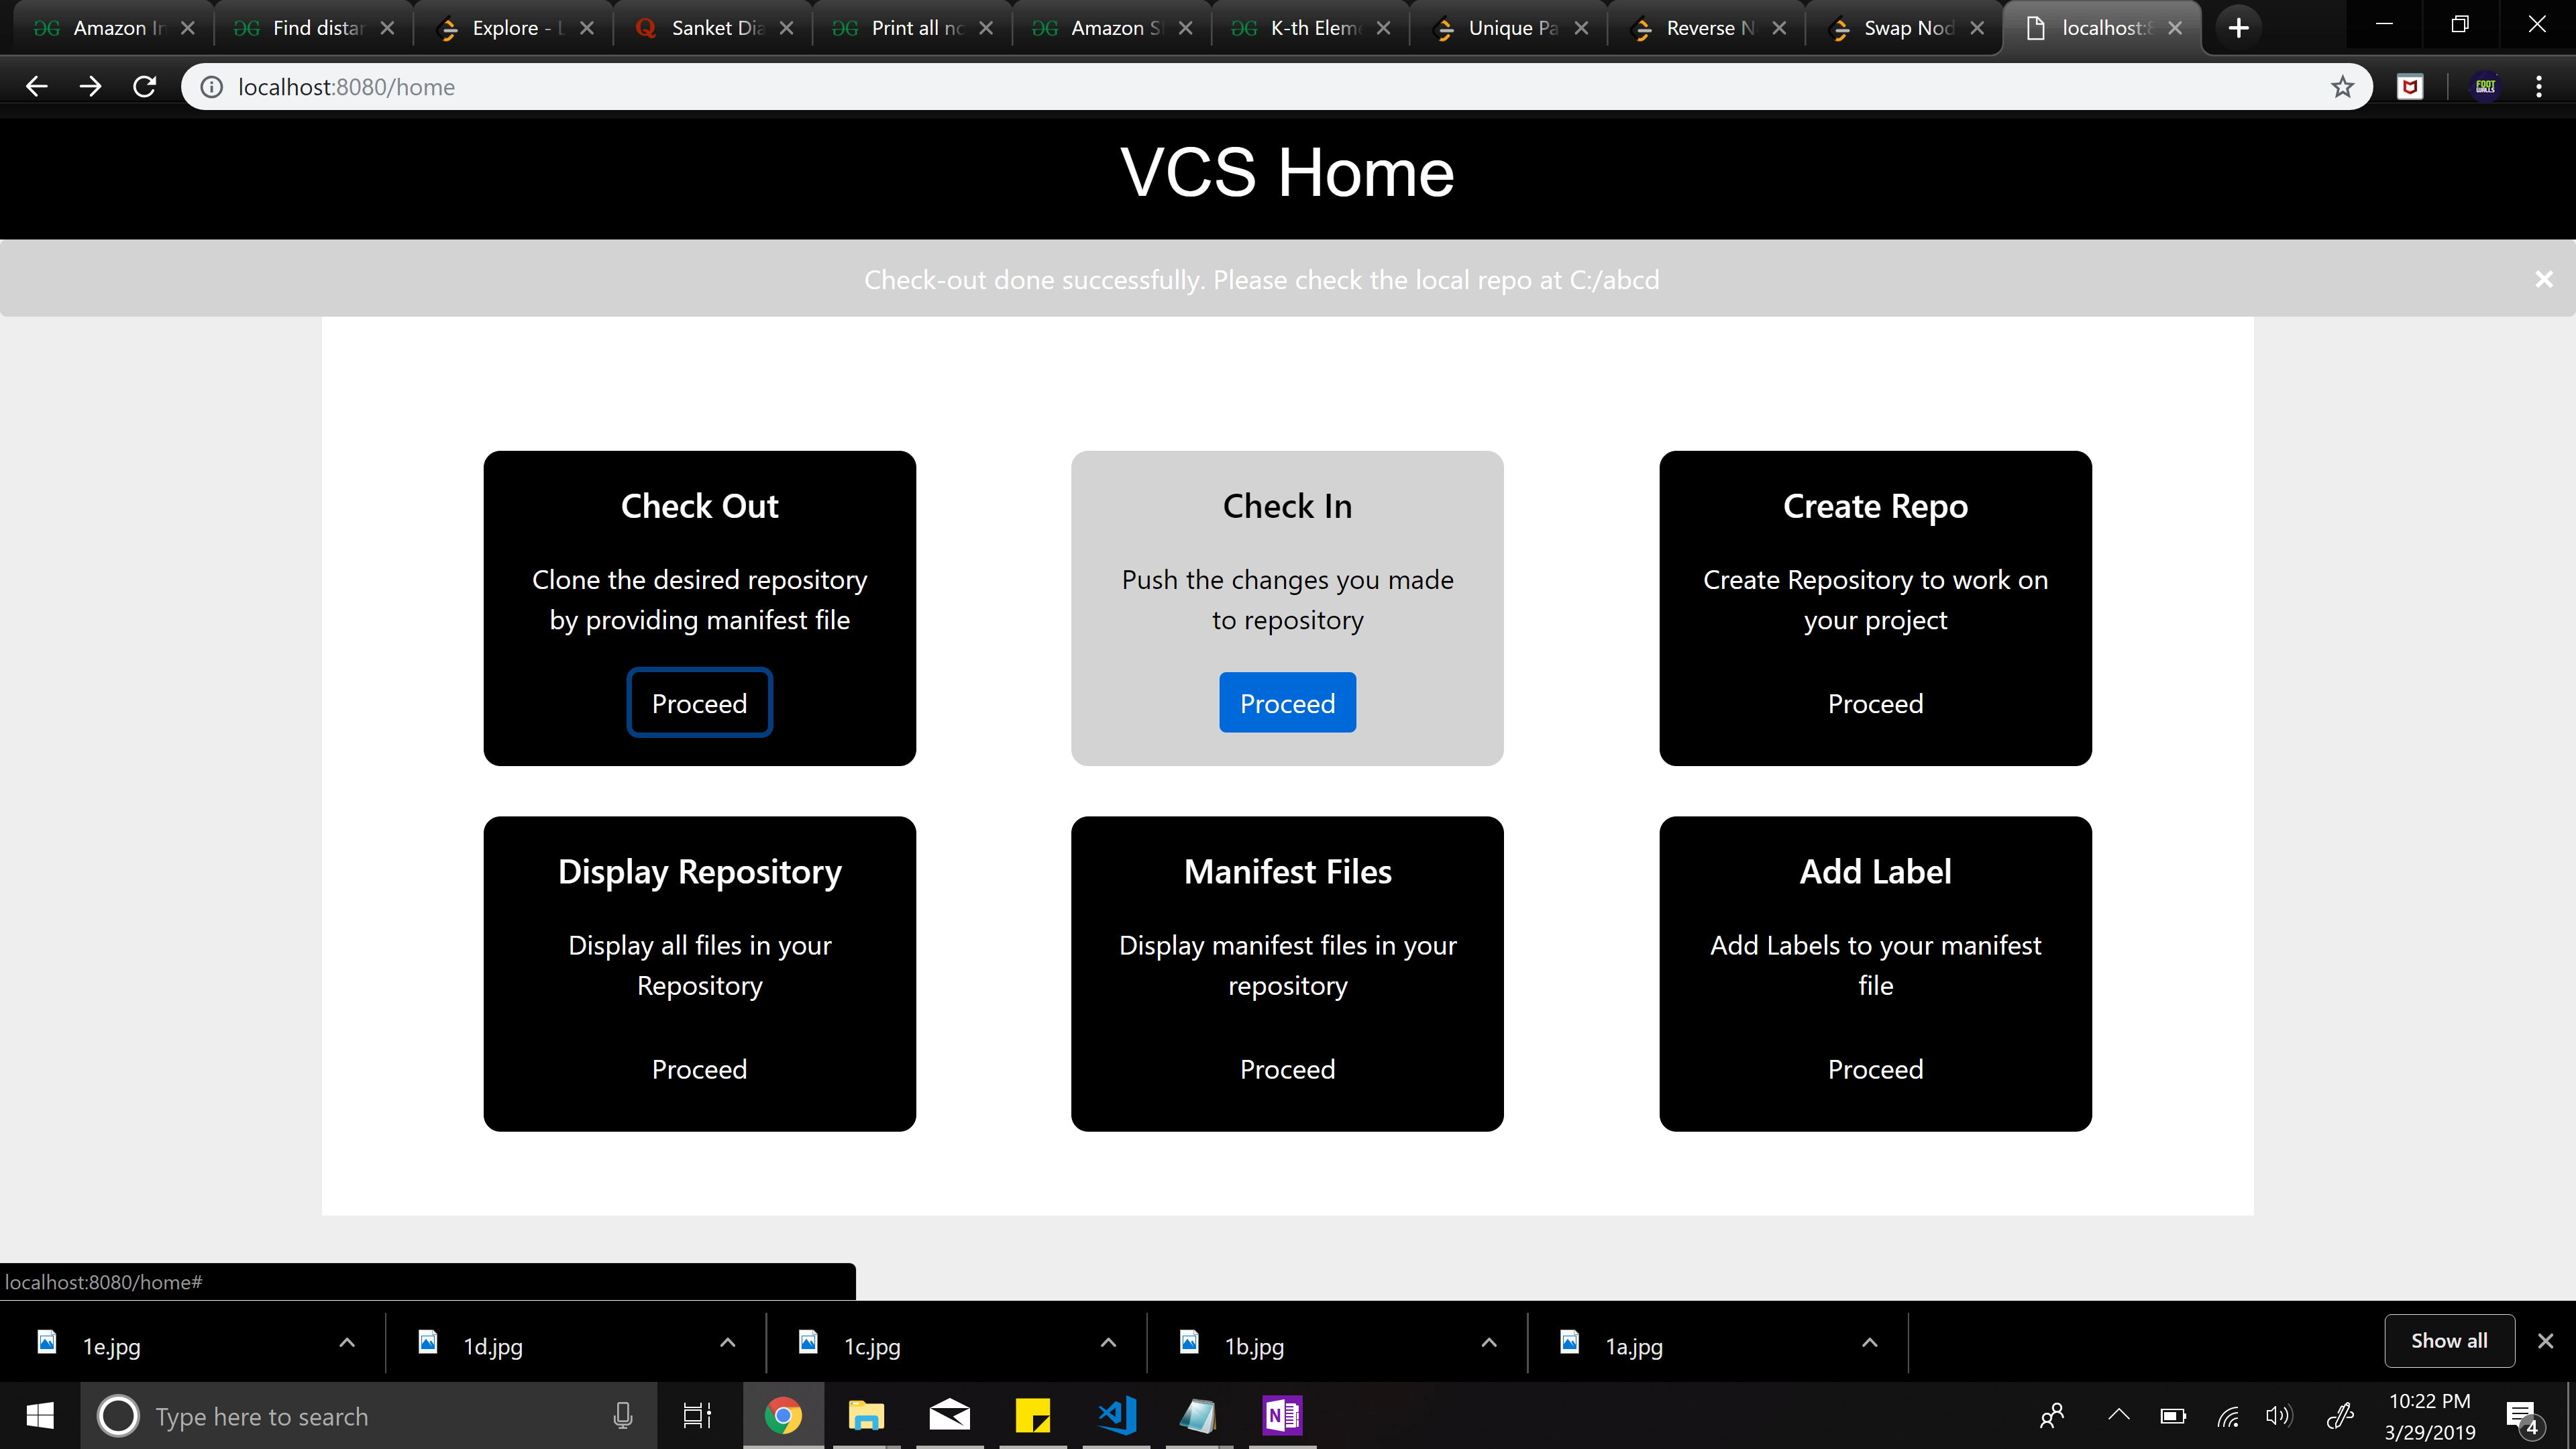 Amazon In
Find distan
Explore - L
Sanket Dia
Print all no
Amazon S
K-th Eleme
Unique Pa
Reverse N
Swap Nod
localhost:8
localhost:8080/home
FOOT
VCS Home
Check-out done successfully. Please check the local repo at C:/abcd
Check Out
Clone the desired repository
by providing manifest file
Proceed
Check In
Push the changes you made
to repository
Proceed
Create Repo
Create Repository to work on
your project
Proceed
Display Repository
Display all files in your
Repository
Proceed
Manifest Files
Display manifest files in your
repository
Proceed
Add Label
Add Labels to your manifest
file
Proceed
localhost:8080/home#
1e.jpg
1d.jpg
1c.jpg
1b.jpg
1a.jpg
Show all
Type here to search
10:22 PM
3/29/2019
4